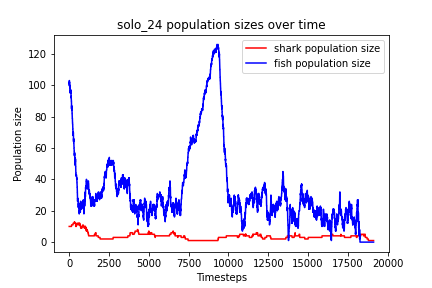 solo_24 population sizes over time
shark population size
fish population size
Population size
120
100
80
60
40
20
0
0 2500 5000 7500 10000 12500 15000 17500 20000
Timesteps